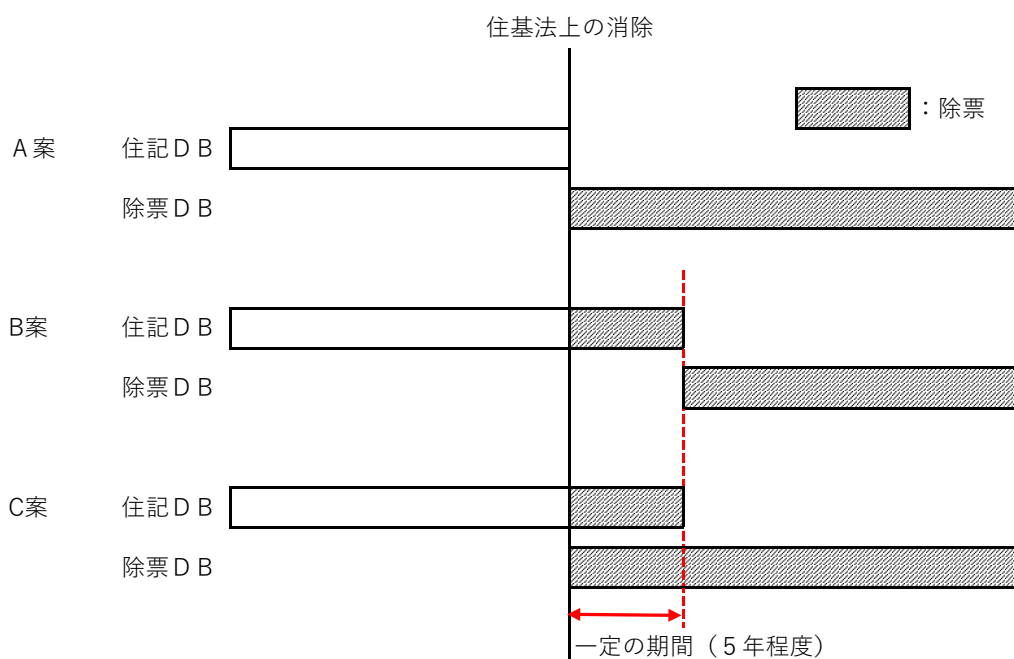 住基法上の消除
：除票
Ａ案 住記ＤＢ
除票ＤＢ
B案 住記ＤＢ
除票ＤＢ
C案 住記ＤＢ
除票ＤＢ
一定の期間（５年程度）